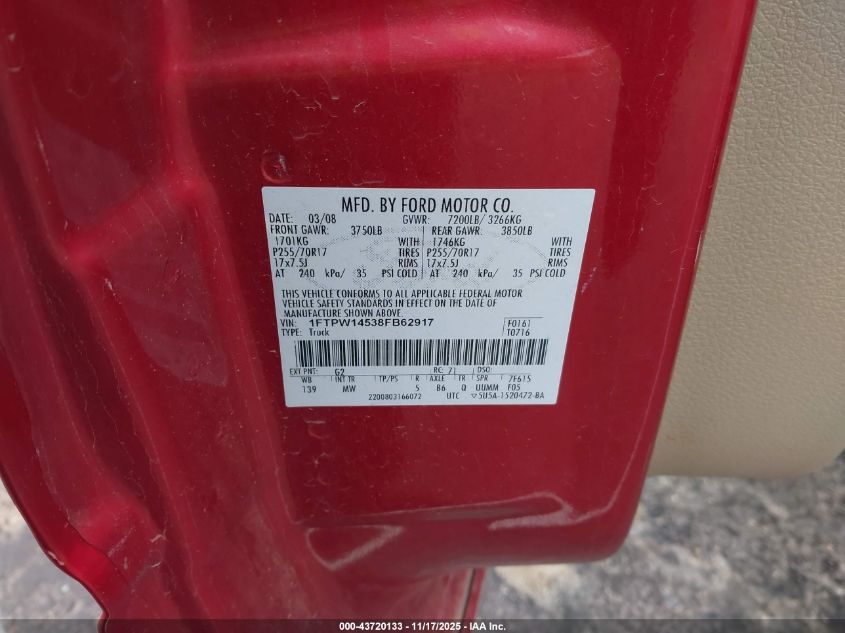 MFD. BY FORD MOTOR CO.
DATE: 03/08 GVWR: 7200LB/ 3266KG
FRONT GAWR: 3750LB REAR GAWR: 3850LB
1701KG WITH 1746KG WITH
P255/70R17 TIRES P255/70R17 TIRES
17x7.5J RIMS 17x7.5J RIMS
AT 240 kPa/ 35 PSI COLD AT 240 kPa/ 35 PSI COLD
THIS VEHICLE CONFORMS TO ALL APPLICABLE FEDERAL MOTOR
VEHICLE SAFETY STANDARDS IN EFFECT ON THE DATE OF
MANUFACTURE SHOWN ABOVE.
VIN: 1FTPW14538FB62917 F0161
TYPE: Truck T0716
EXT PNT: G2 RC: 71 DSO:
WB INT TR TP/PS R AXLE TR SPR 7F615
139 MW 5 B6 Q UUMM F05
2200803166072 UTC ▽5U5A-1520472-BA
000-43720133 - 11/17/2025 - IAA Inc.